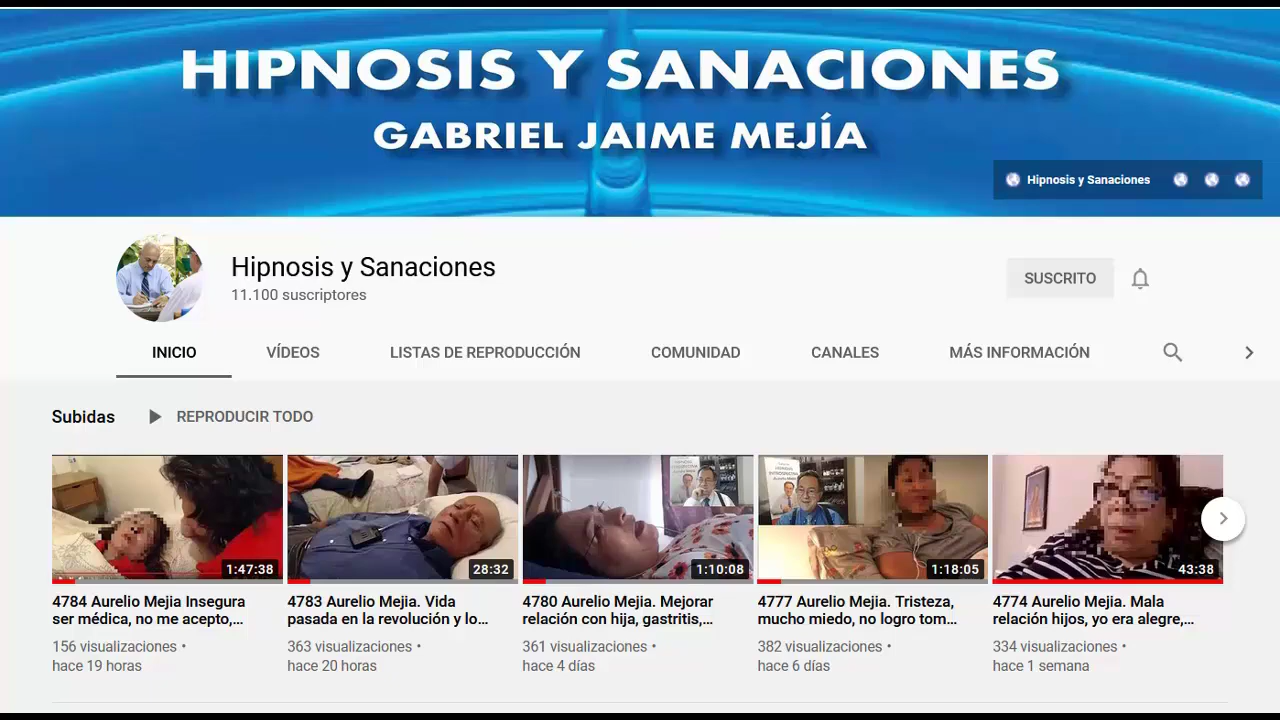 HIPNOSIS Y SANACIONES
GABRIEL JAIME MEJÍA
Hipnosis y Sanaciones
Hipnosis y Sanaciones
11.100 suscriptores
SUSCRITO
INICIO VÍDEOS LISTAS DE REPRODUCCIÓN COMUNIDAD CANALES MÁS INFORMACIÓN
Subidas REPRODUCIR TODO
1:47:38 28:32 1:10:08 1:18:05 43:38
4784 Aurelio Mejia Insegura
ser médica, no me acepto,...
156 visualizaciones •
hace 19 horas
4783 Aurelio Mejia. Vida
pasada en la revolución y lo...
363 visualizaciones •
hace 20 horas
4780 Aurelio Mejia. Mejorar
relación con hija, gastritis,...
361 visualizaciones •
hace 4 días
4777 Aurelio Mejia. Tristeza,
mucho miedo, no logro tom...
382 visualizaciones •
hace 6 días
4774 Aurelio Mejia. Mala
relación hijos, yo era alegre,...
334 visualizaciones •
hace 1 semana